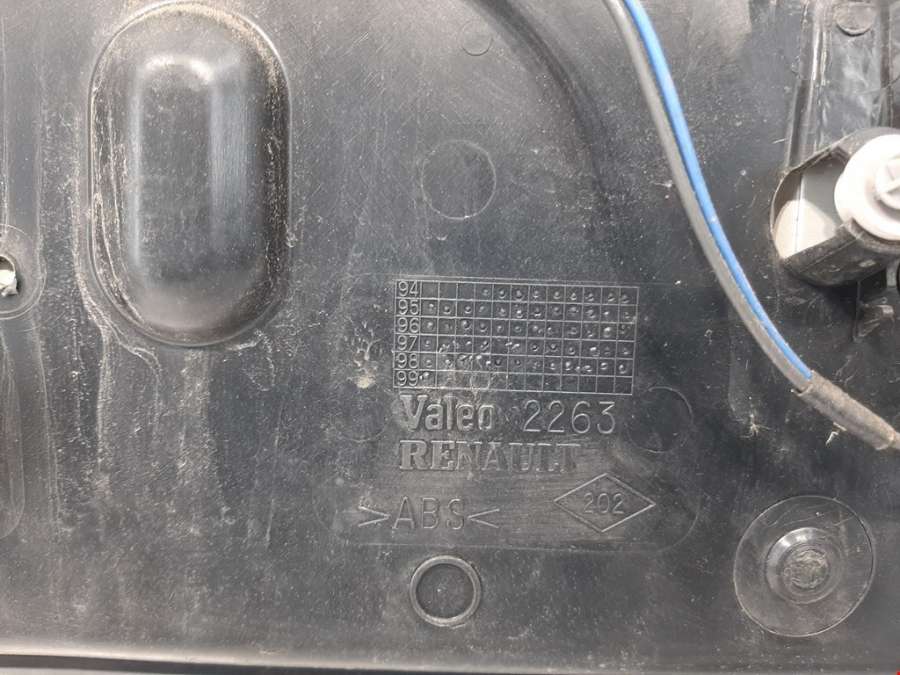 94
95
96
97
98
99
Valeo 2263
RENAULT
>ABS< 202